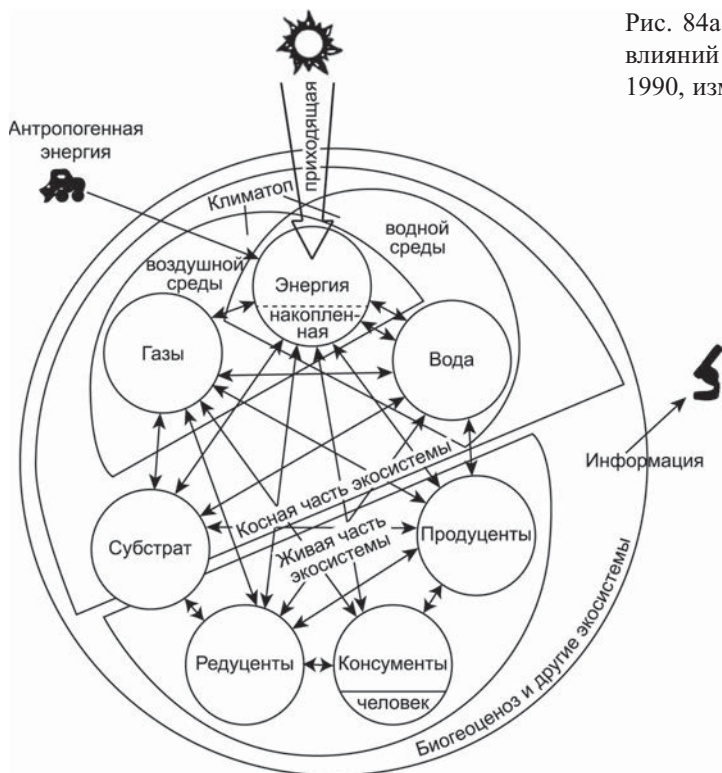 Рис. 84а
влияний
1990, изм
приходящая
Антропогенная
энергия
Климатоп
воздушной
среды
водной
среды
Энергия
накоплен-
ная
Газы
Вода
Информация
Косная часть экосистемы
Живая часть
экосистемы
Субстрат
Продуценты
Редуценты
Консументы
человек
Биогеоценоз и другие экосистемы